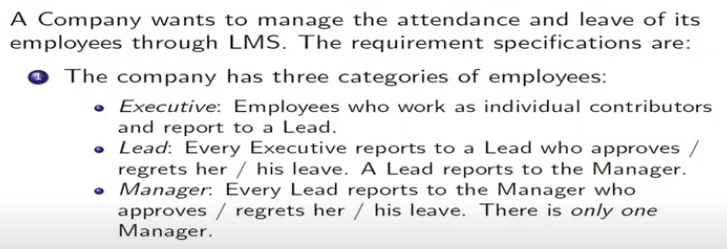 A Company wants to manage the attendance and leave of its
employees through LMS. The requirement specifications are:
1 The company has three categories of employees:
• Executive: Employees who work as individual contributors
and report to a Lead.
• Lead: Every Executive reports to a Lead who approves /
regrets her / his leave. A Lead reports to the Manager.
• Manager: Every Lead reports to the Manager who
approves / regrets her / his leave. There is only one
Manager.